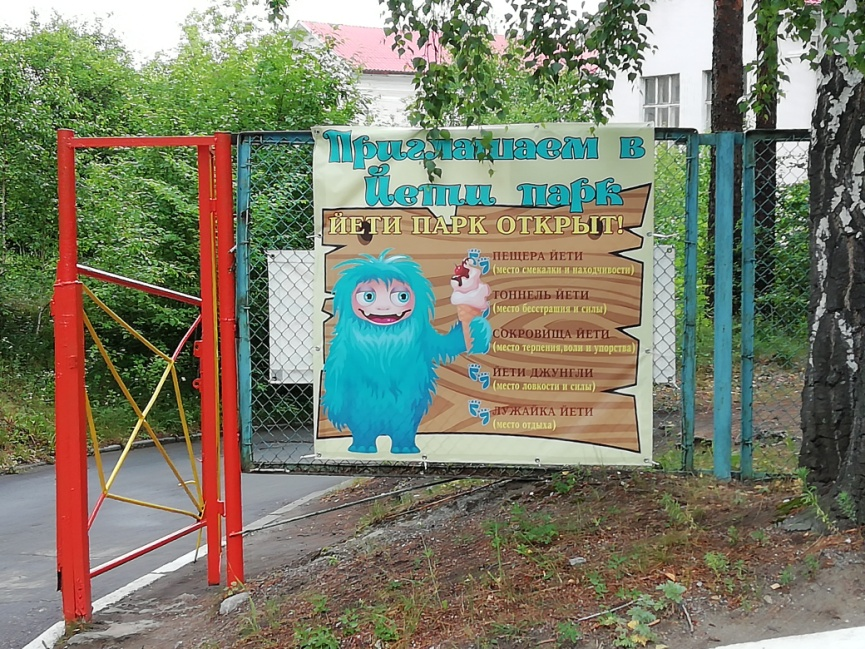 Приглашаем в
Йети парк
ЙЕТИ ПАРК ОТКРЫТ!
ПЕЩЕРА ЙЕТИ
(место смекалки и находчивости)
ТОННЕЛЬ ЙЕТИ
(место бесстрашия и силы)
СОКРОВИЩА ЙЕТИ
(место терпения,воли и упорства)
ЙЕТИ ДЖУНГЛИ
(место ловкости и силы)
ЛУЖАЙКА ЙЕТИ
(место отдыха)